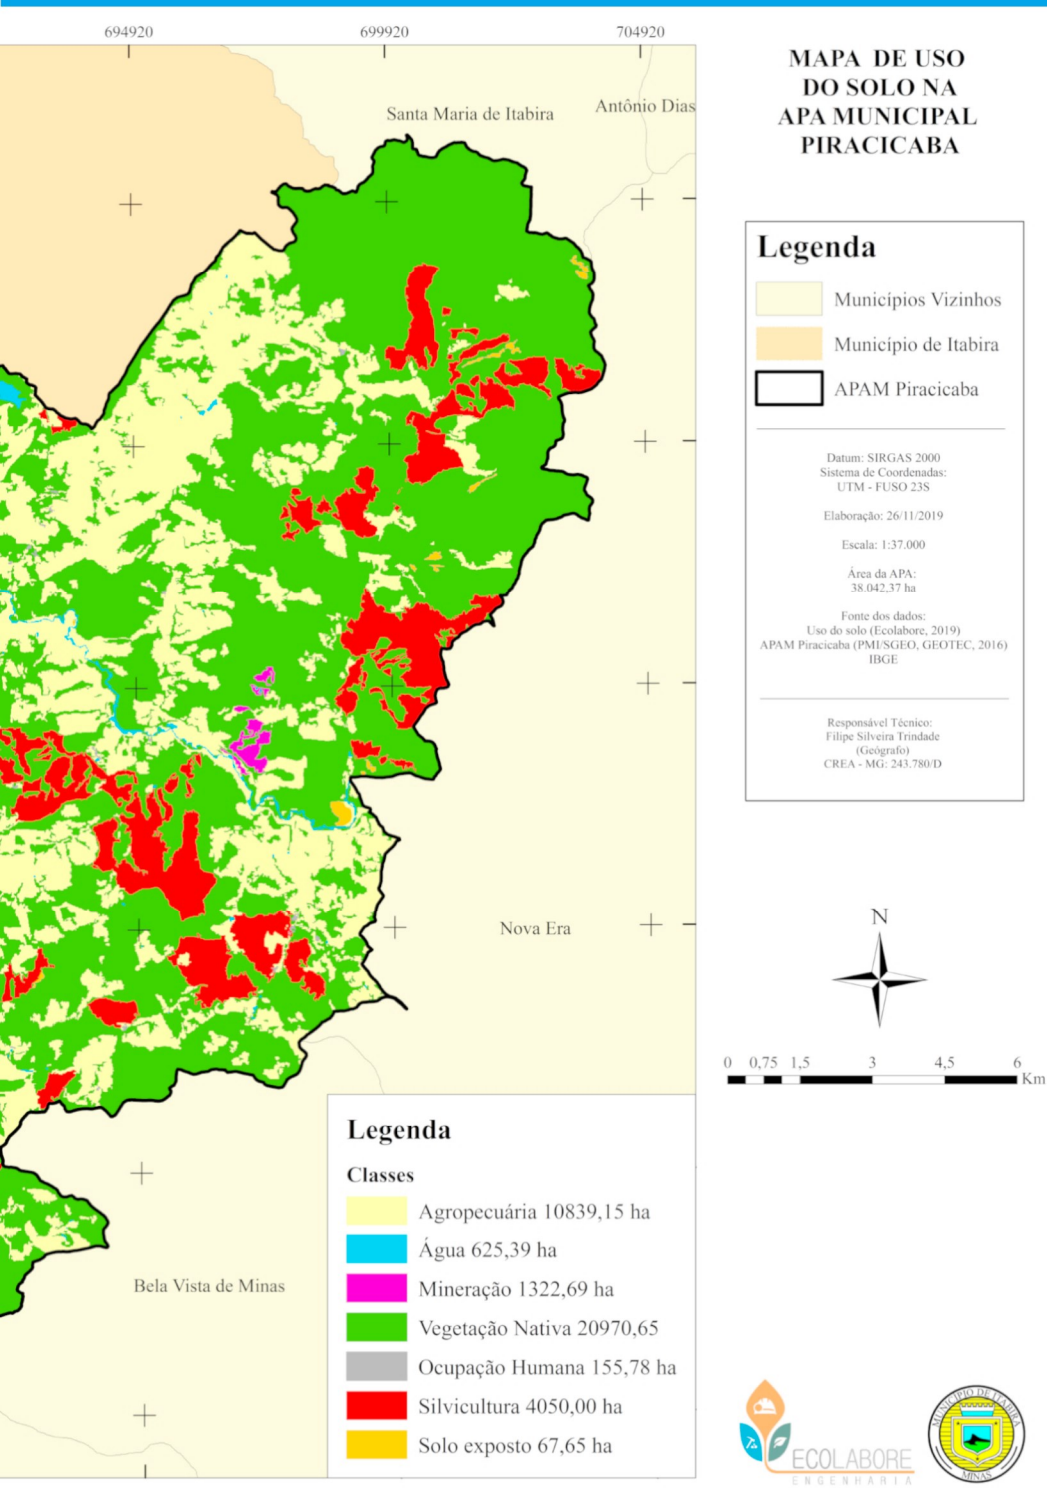 694920
699920
704920
MAPA DE USO
DO SOLO NA
APA MUNICIPAL
PIRACICABA
Santa Maria de Itabira
Antônio Dias
Legenda
Municípios Vizinhos
Município de Itabira
APAM Piracicaba
Datum: SIRGAS 2000
Sistema de Coordenadas:
UTM - FUSO 23S
Elaboração: 26/11/2019
Escala: 1:37.000
Área da APA:
38.042,37 ha
Fonte dos dados:
Uso do solo (Ecolabore, 2019)
APAM Piracicaba (PMI/SGEO, GEOTEC, 2016)
IBGE
Responsável Técnico:
Filipe Silveira Trindade
(Geógrafo)
CREA - MG: 243.780/D
Nova Era
N
0 0,75 1,5 3 4,5 6
Km
Bela Vista de Minas
Legenda
Classes
Agropecuária 10839,15 ha
Água 625,39 ha
Mineração 1322,69 ha
Vegetação Nativa 20970,65
Ocupação Humana 155,78 ha
Silvicultura 4050,00 ha
Solo exposto 67,65 ha
ECOLABORE
ENGENHARIA
MUNICÍPIO DE ITABIRA
MINAS